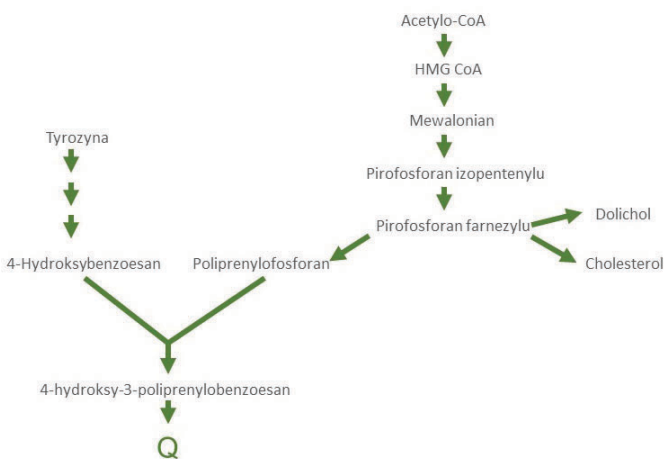 Acetylo-CoA
HMG CoA
Mewalonian
Tyrozyna
Pirofosforan izopentenylu
Pirofosforan farnezylu
Dolichol
4-Hydroksybenzoesan
Poliprenylofosforan
Cholesterol
4-hydroksy-3-poliprenylobenzoesan
Q